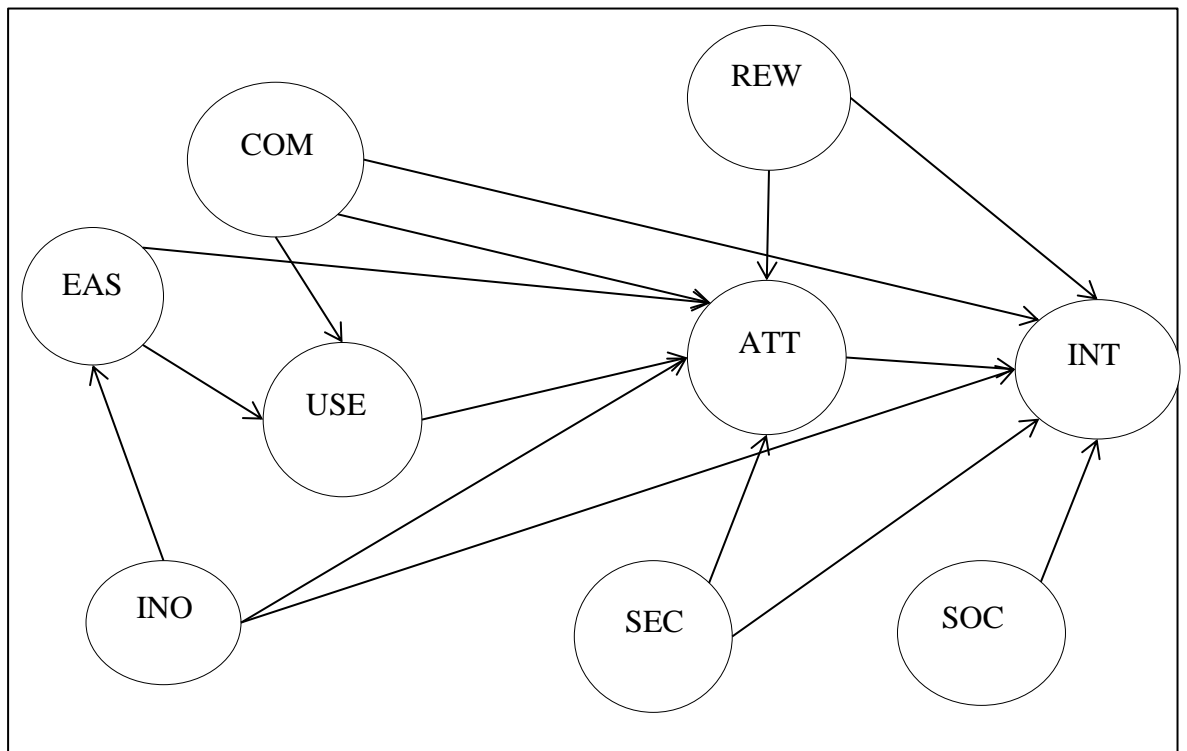 REW
COM
EAS
ATT
INT
USE
INO
SEC
SOC